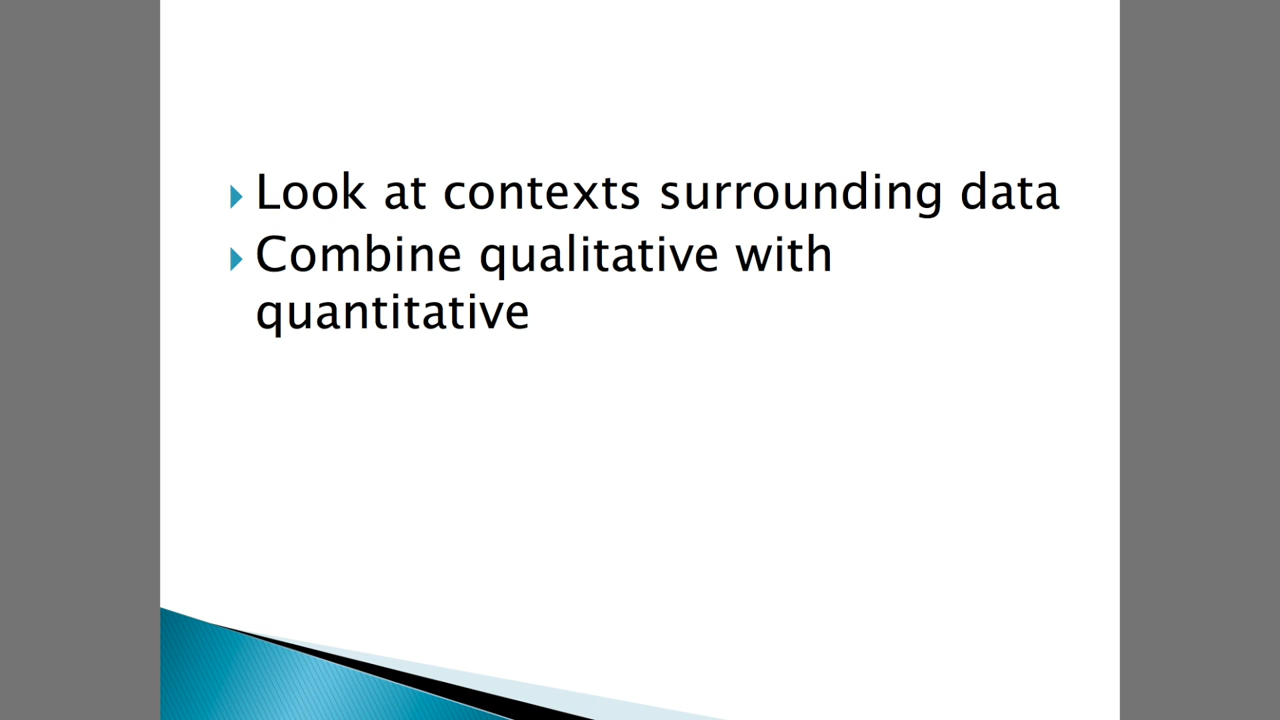 Look at contexts surrounding data
Combine qualitative with
quantitative